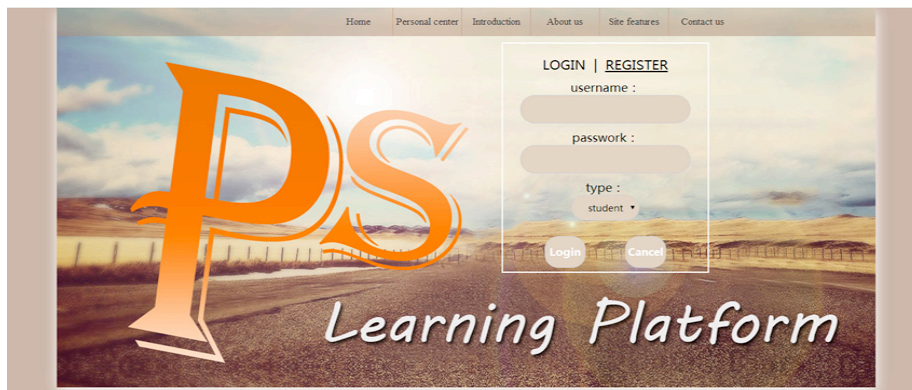 Home Personal center Introduction About us Site features Contact us
LOGIN | REGISTER
username：
passwork：
type：
student
Login Cancel
Ps
Learning Platform